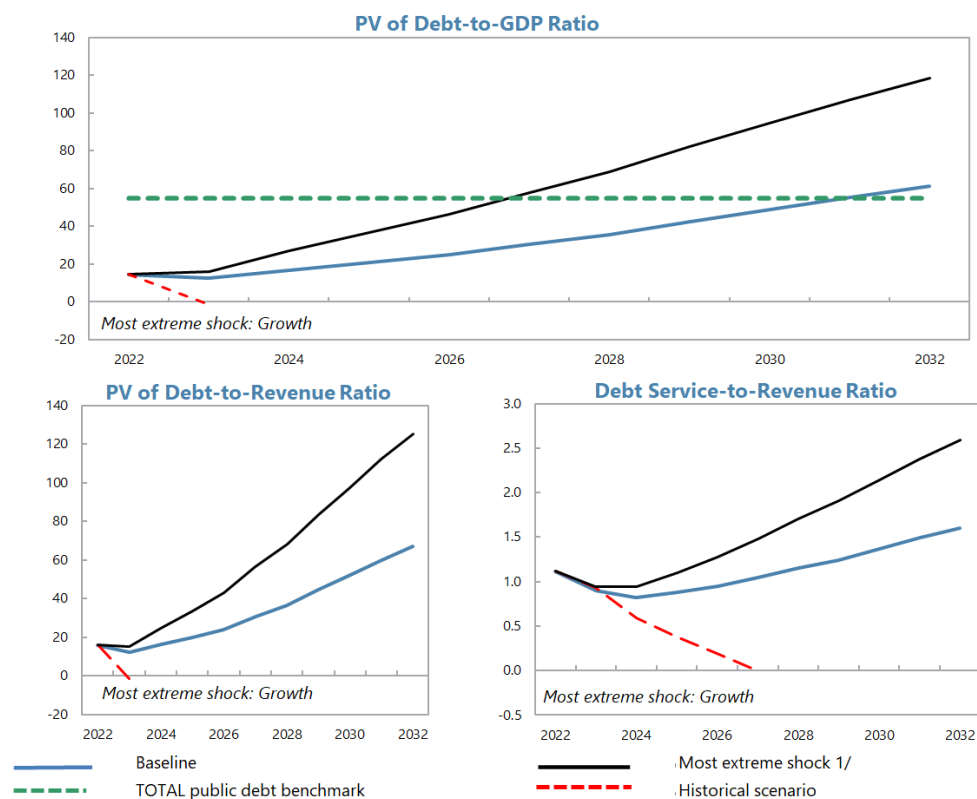 PV of Debt-to-GDP Ratio
140
120
100
80
60
40
20
0
-20
Most extreme shock: Growth
2022 2024 2026 2028 2030 2032
PV of Debt-to-Revenue Ratio
140
120
100
80
60
40
20
0
-20
Most extreme shock: Growth
2022 2024 2026 2028 2030 2032
Debt Service-to-Revenue Ratio
3.0
2.5
2.0
1.5
1.0
0.5
0.0
-0.5
Most extreme shock: Growth
2022 2024 2026 2028 2030 2032
Baseline
Most extreme shock 1/
TOTAL public debt benchmark
Historical scenario